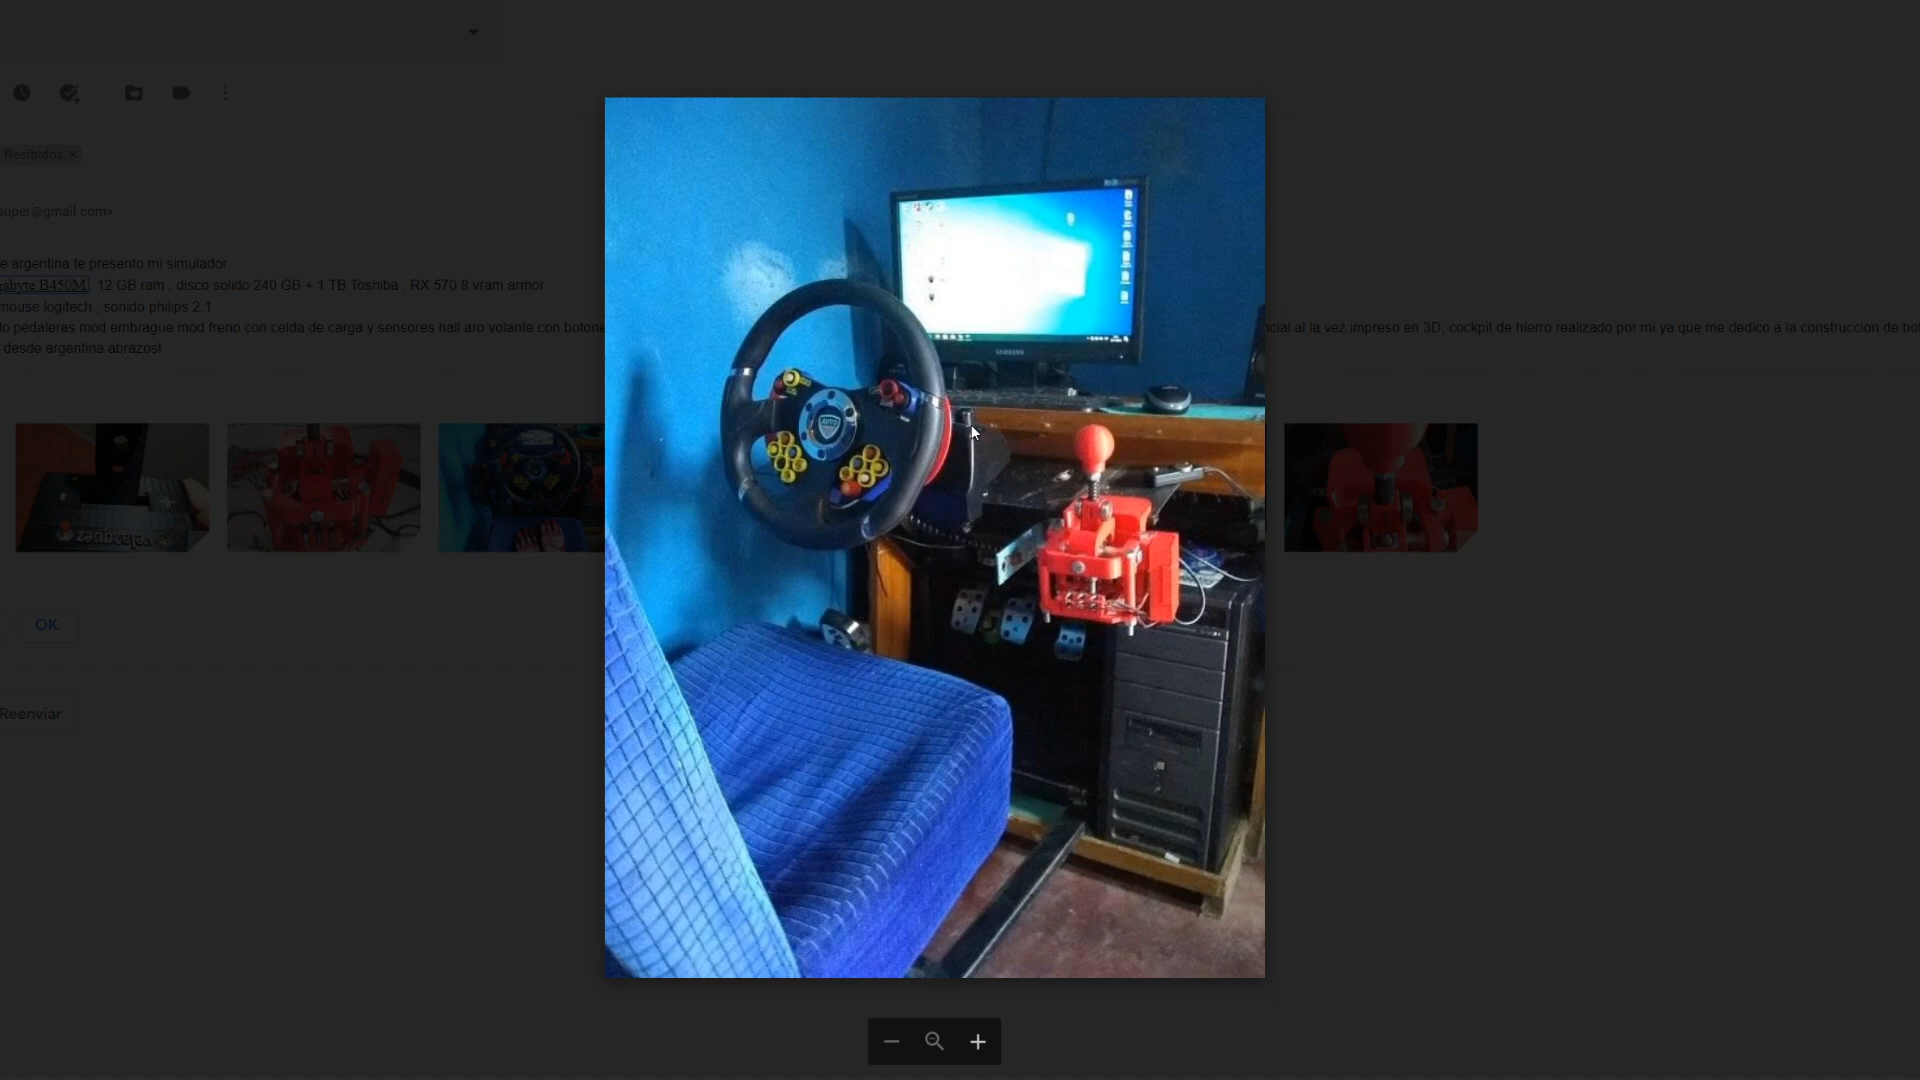 Recibidos ×
super@gmail.com>
e argentina te presento mi simulador
gabyte B450M, 12 GB ram , disco solido 240 GB + 1 TB Toshiba , RX 570 8 vram armor
mouse logitech , sonido philips 2.1
lo pedaleras mod embrague mod freno con celda de carga y sensores hall aro volante con botone
ncial al la vez impreso en 3D, cockpit de hierro realizado por mi ya que me dedico a la construccion de bo
desde argentina abrazos!
SAMSUNG
velazquez
OK.
Reenviar